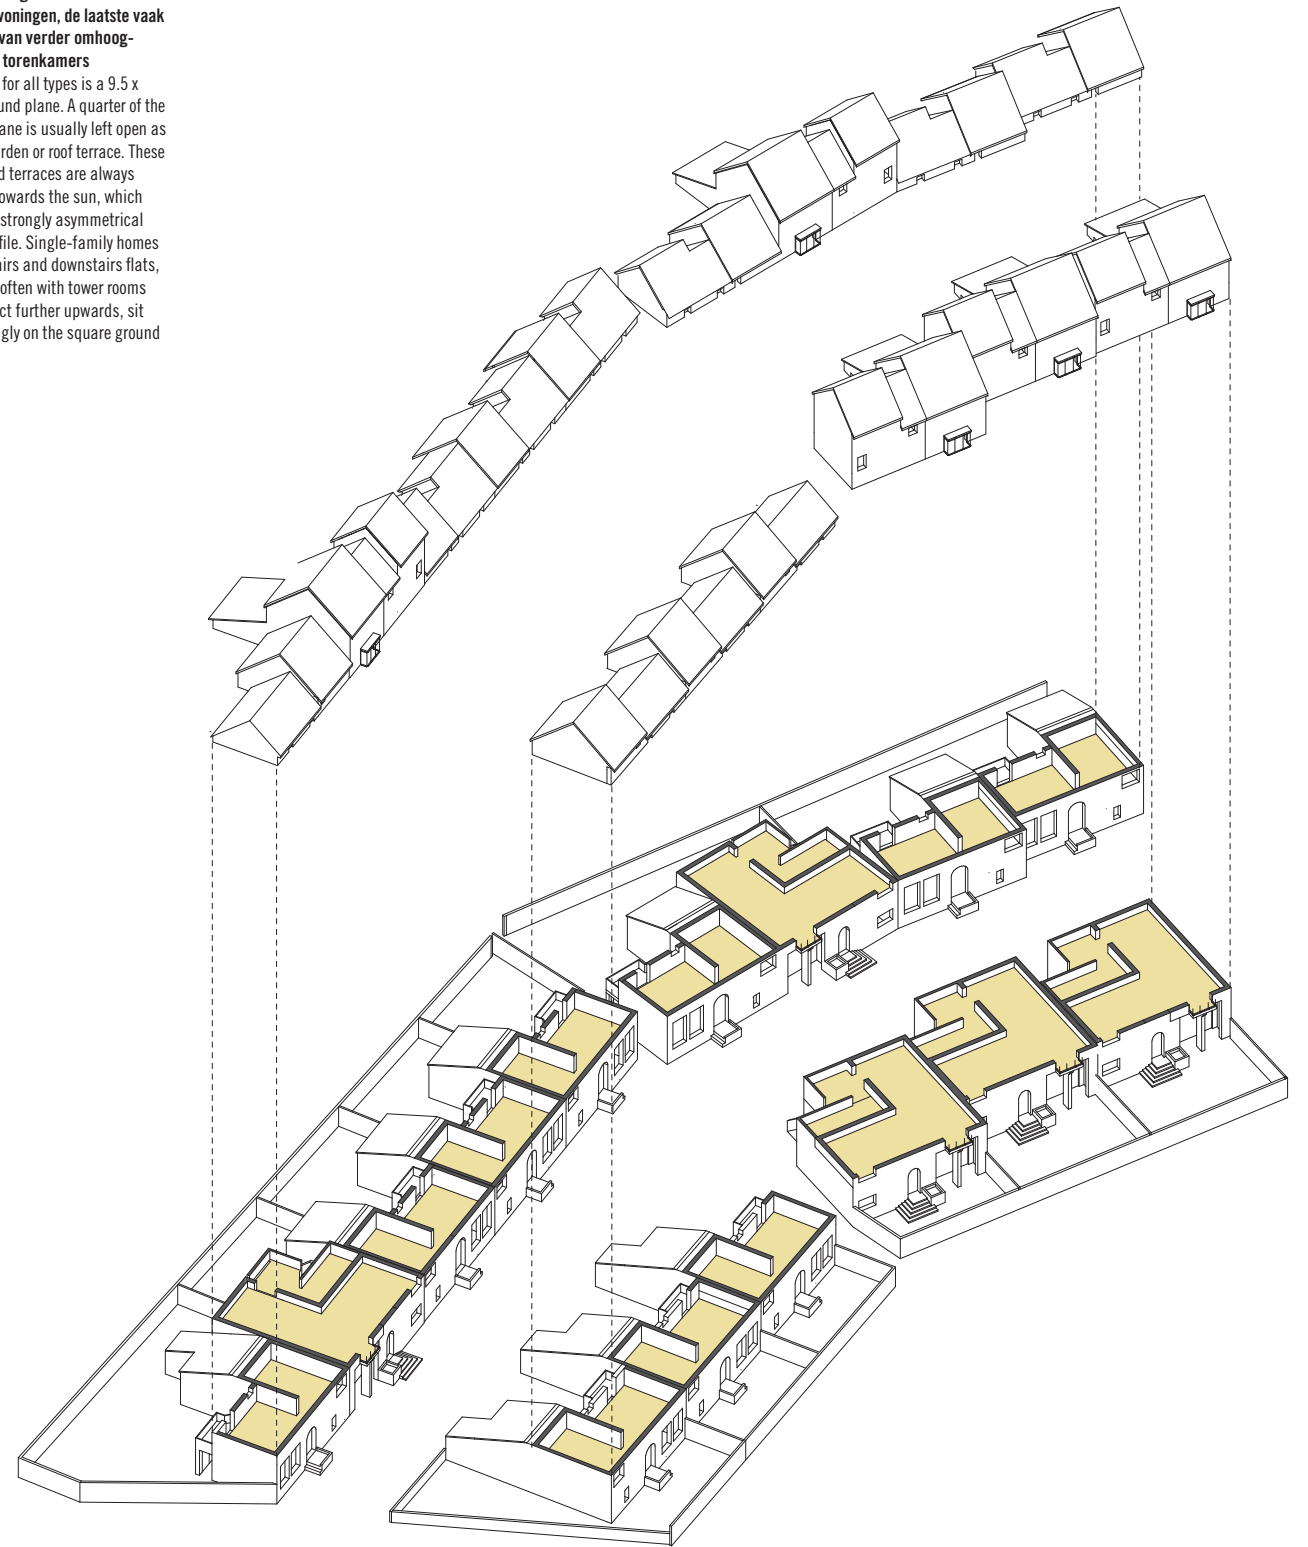 woningen, de laatste vaak
van verder omhoog-
torenkamers
for all types is a 9.5 x
und plane. A quarter of the
ane is usually left open as
rden or roof terrace. These
d terraces are always
owards the sun, which
strongly asymmetrical
file. Single-family homes
airs and downstairs flats,
often with tower rooms
ct further upwards, sit
gly on the square ground